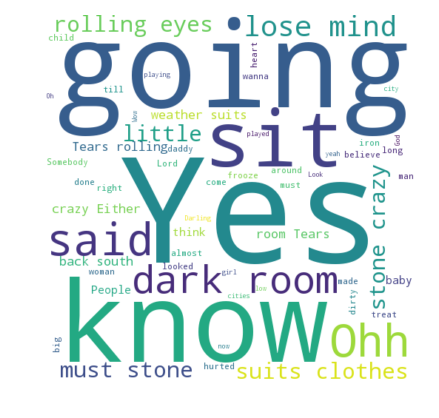 rolling eyes lose mind
child
going
heart
playing
wanna
city
Oh
till
Wow
weather suits
God
little
sit
played
iron
Tears rolling
daddy
yeah
believe
long
Somebody
Lord
frooze
around
Look
man
done
right
come
must
Yes
stone crazy
crazy Either
Darling
said
think
room Tears
back south
almost
woman
looked
girl
made
baby
People
dark room
cities
low
dirty
treat
know
Ohh
big
now
hurted
must stone
suits clothes